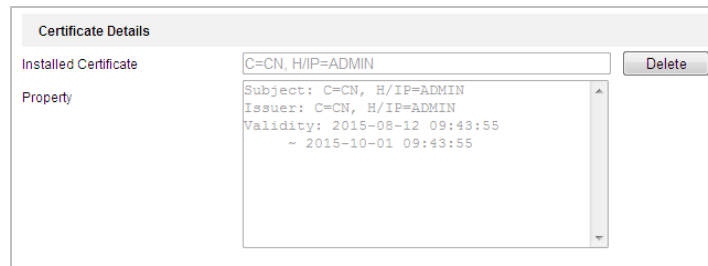 Certificate Details
Installed Certificate C=CN, H/IP=ADMIN Delete
Property
Subject: C=CN, H/IP=ADMIN
Issuer: C=CN, H/IP=ADMIN
Validity: 2015-08-12 09:43:55
~ 2015-10-01 09:43:55